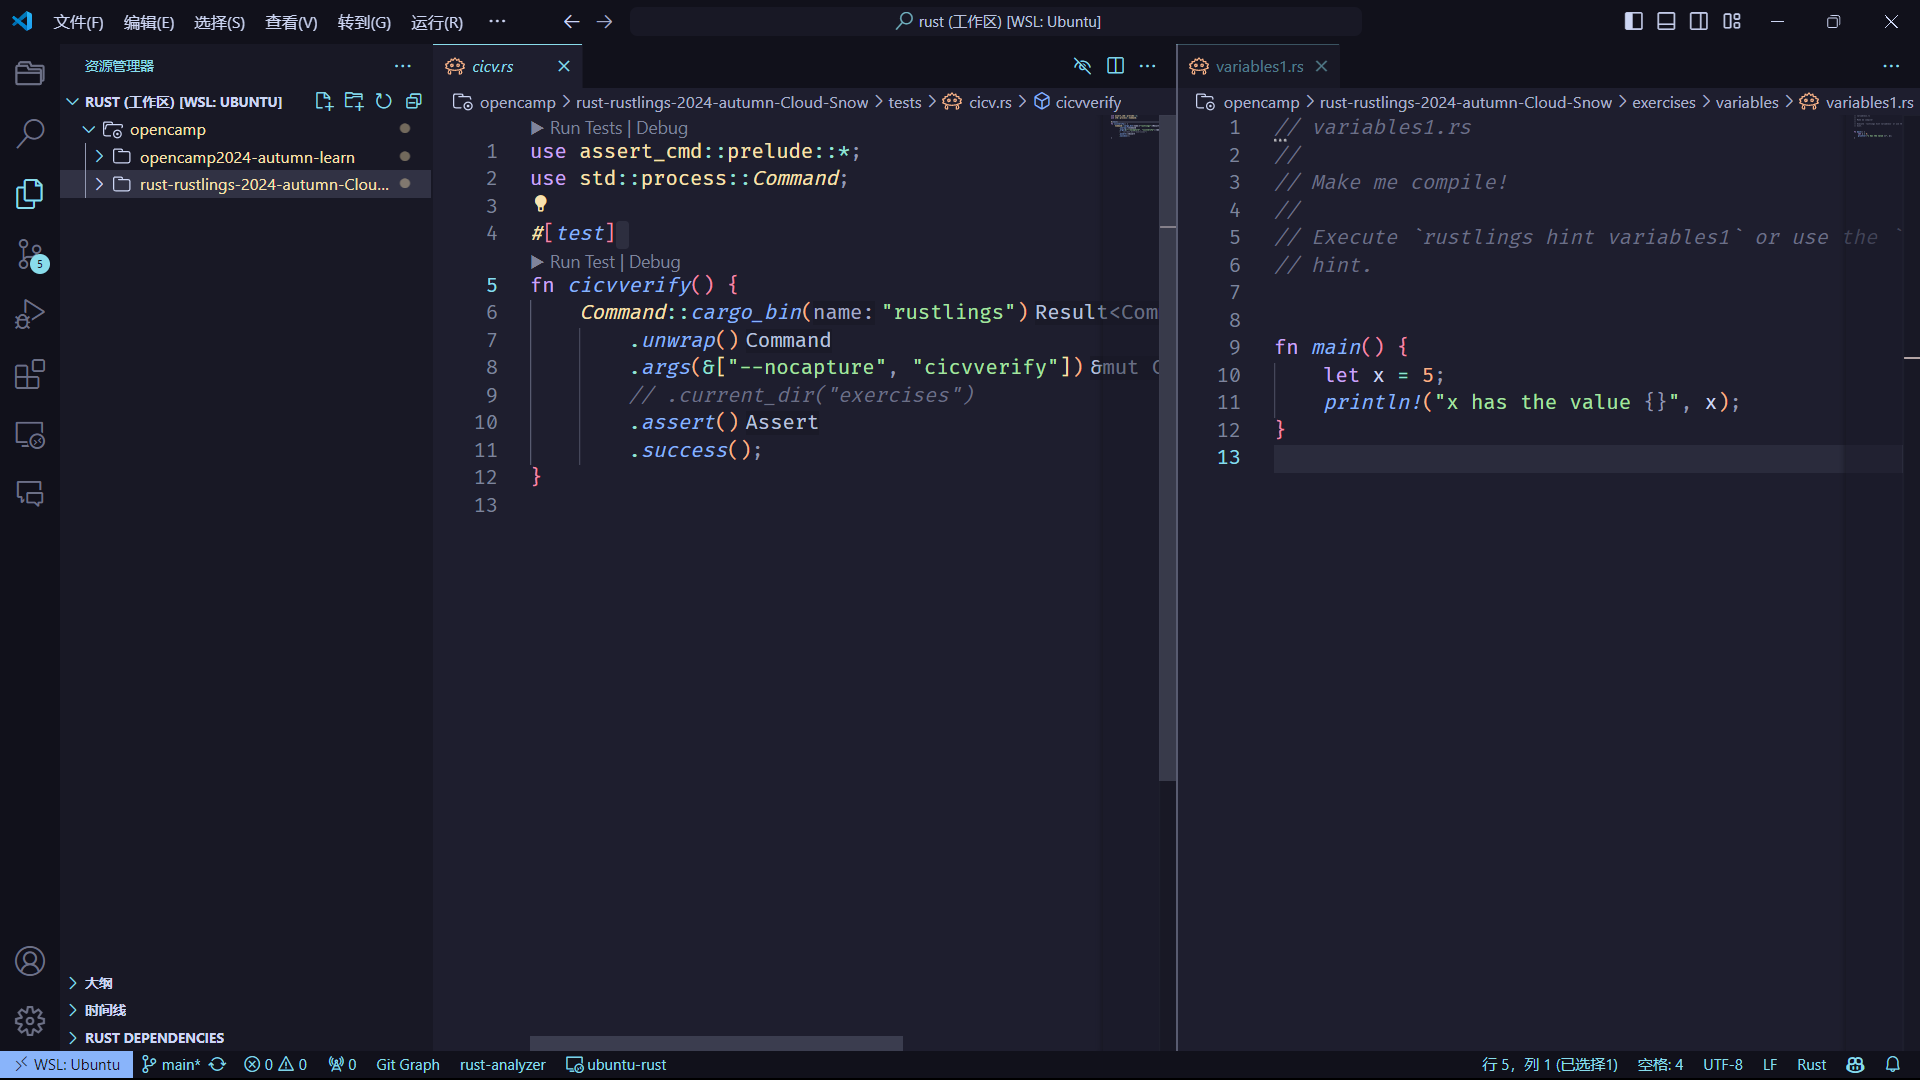 文件(F) 编辑(E) 选择(S) 查看(V) 转到(G) 运行(R) ··· rust (工作区) [WSL: Ubuntu]
资源管理器
RUST (工作区) [WSL: UBUNTU]
opencamp
opencamp2024-autumn-learn
rust-rustlings-2024-autumn-Clou...
大纲
时间线
RUST DEPENDENCIES
cicv.rs
opencamp > rust-rustlings-2024-autumn-Cloud-Snow > tests > cicv.rs > cicvverify
Run Tests | Debug
1 use assert_cmd::prelude::*;
2 use std::process::Command;
3
4 #[test]
Run Test | Debug
5 fn cicvverify() {
6 Command::cargo_bin(name: "rustlings") Result<Com
7 .unwrap() Command
8 .args(&["--nocapture", "cicvverify"]) &mut C
9 // .current_dir("exercises")
10 .assert() Assert
11 .success();
12 }
13
variables1.rs
opencamp > rust-rustlings-2024-autumn-Cloud-Snow > exercises > variables > variables1.rs
1 // variables1.rs
2 //
3 // Make me compile!
4 //
5 // Execute `rustlings hint variables1` or use the `
6 // hint.
7
8
9 fn main() {
10 let x = 5;
11 println!("x has the value {}", x);
12 }
13
5
WSL: Ubuntu main* 0 0 0 Git Graph rust-analyzer ubuntu-rust 行 5，列 1 (已选择1) 空格: 4 UTF-8 LF Rust